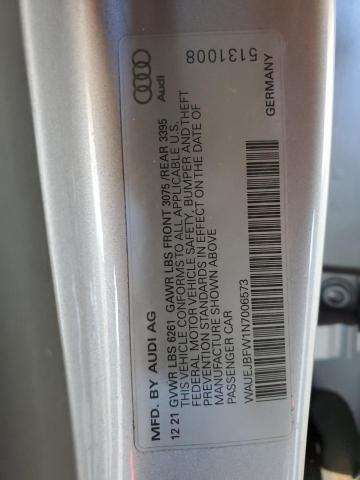 MFD. BY AUDI AG
12 21 GVWR LBS 6261 GAWR LBS FRONT 3075 /REAR 3395
THIS VEHICLE CONFORMS TO ALL APPLICABLE U.S.
FEDERAL MOTOR VEHICLE SAFETY, BUMPER AND THEFT
PREVENTION STANDARDS IN EFFECT ON THE DATE OF
MANUFACTURE SHOWN ABOVE
PASSENGER CAR
WAUEJBFW1N7006573
Audi
5131008
GERMANY